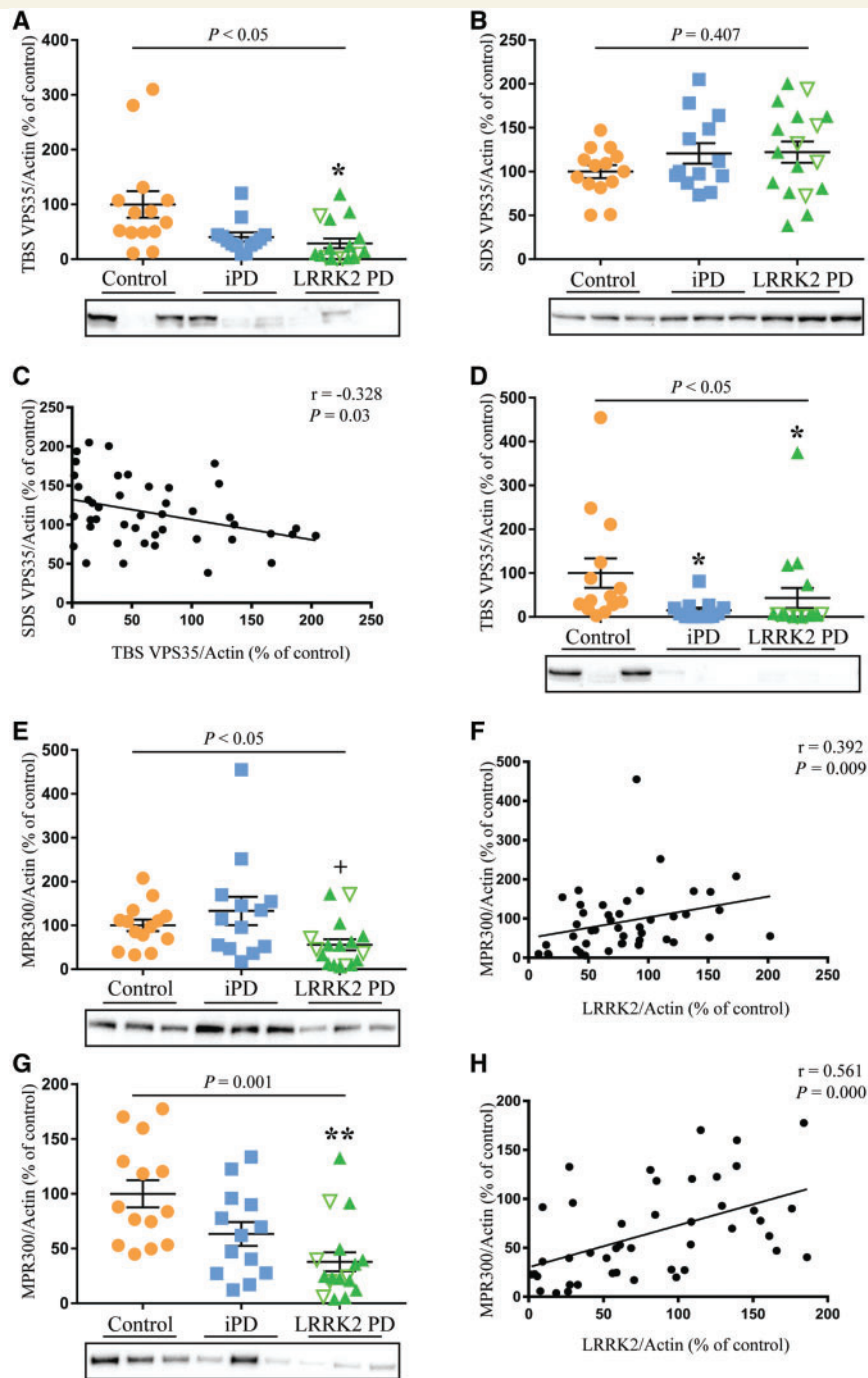 A
P < 0.05
TBS VPS35/Actin (% of control)
400
300
200
100
0
*
Control
iPD
LRRK2 PD
B
P = 0.407
SDS VPS35/Actin (% of control)
250
200
150
100
50
0
Control
iPD
LRRK2 PD
C
r = -0.328
P = 0.03
SDS VPS35/Actin (% of control)
250
200
150
100
50
0
0
50
100
150
200
250
TBS VPS35/Actin (% of control)
D
P < 0.05
TBS VPS35/Actin (% of control)
500
400
300
200
100
0
*
*
Control
iPD
LRRK2 PD
E
P < 0.05
MPR300/Actin (% of control)
500
400
300
200
100
0
+
Control
iPD
LRRK2 PD
F
r = 0.392
P = 0.009
MPR300/Actin (% of control)
500
400
300
200
100
0
0
50
100
150
200
250
LRRK2/Actin (% of control)
G
P = 0.001
MPR300/Actin (% of control)
200
150
100
50
0
**
Control
iPD
LRRK2 PD
H
r = 0.561
P = 0.000
MPR300/Actin (% of control)
200
150
100
50
0
0
50
100
150
200
LRRK2/Actin (% of control)